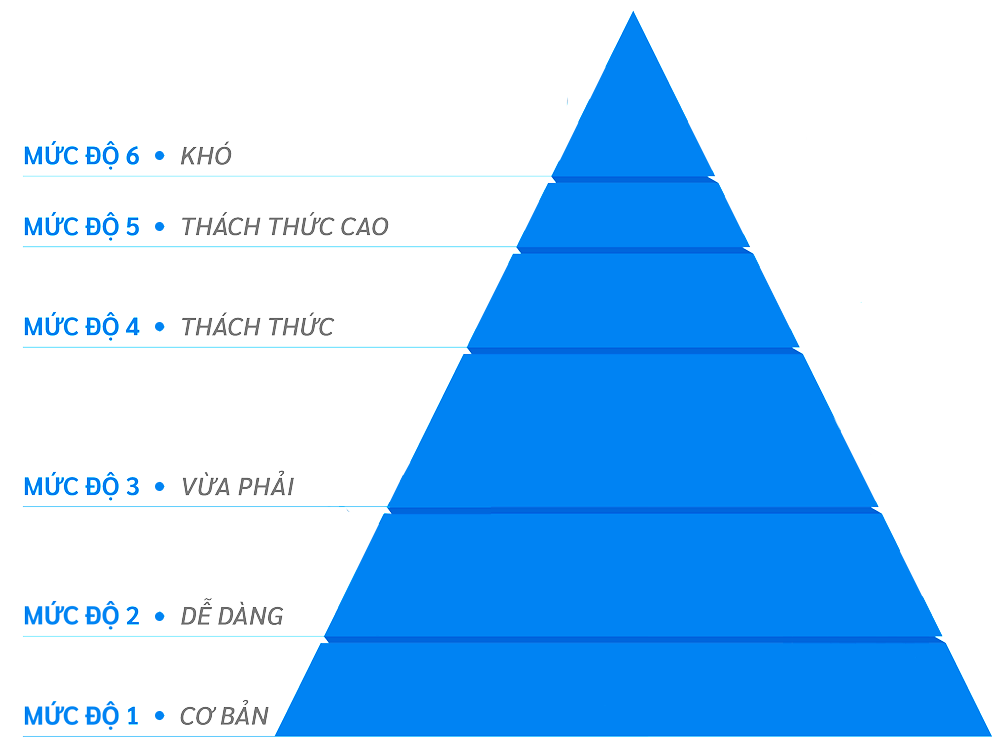 MỨC ĐỘ 6 • KHÓ
MỨC ĐỘ 5 • THÁCH THỨC CAO
MỨC ĐỘ 4 • THÁCH THỨC
MỨC ĐỘ 3 • VỪA PHẢI
MỨC ĐỘ 2 • DỄ DÀNG
MỨC ĐỘ 1 • CƠ BẢN